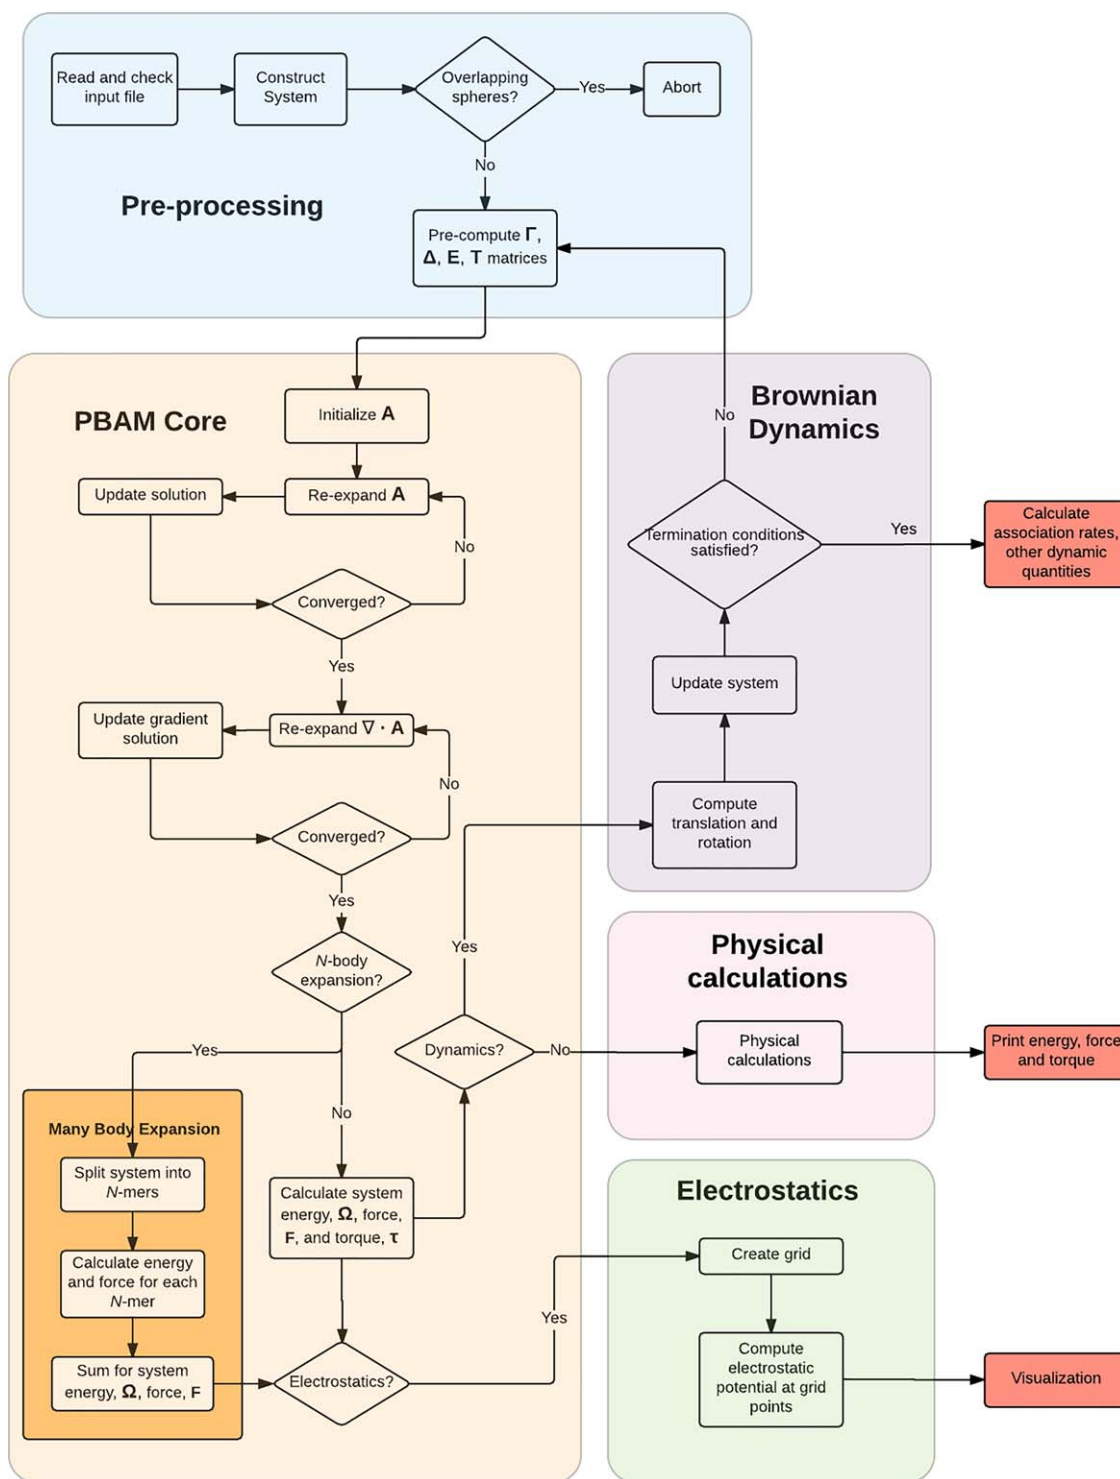 Read and check
input file
Construct
System
Overlapping
spheres?
Yes
Abort
No
Pre-processing
Pre-compute Γ,
Δ, E, T matrices
PBAM Core
Initialize A
Update solution
Re-expand A
No
Converged?
Yes
Update gradient
solution
Re-expand ∇ · A
No
Converged?
Yes
N-body
expansion?
Yes
No
Many Body Expansion
Split system into
N-mers
Calculate energy
and force for each
N-mer
Sum for system
energy, Ω, force, F
Calculate system
energy, Ω, force,
F, and torque, τ
Electrostatics?
Yes
Dynamics?
Yes
No
Brownian
Dynamics
No
Termination conditions
satisfied?
Yes
Update system
Compute
translation and
rotation
Calculate
association rates,
other dynamic
quantities
Physical
calculations
Physical
calculations
Print energy, force
and torque
Electrostatics
Create grid
Compute
electrostatic
potential at grid
points
Visualization